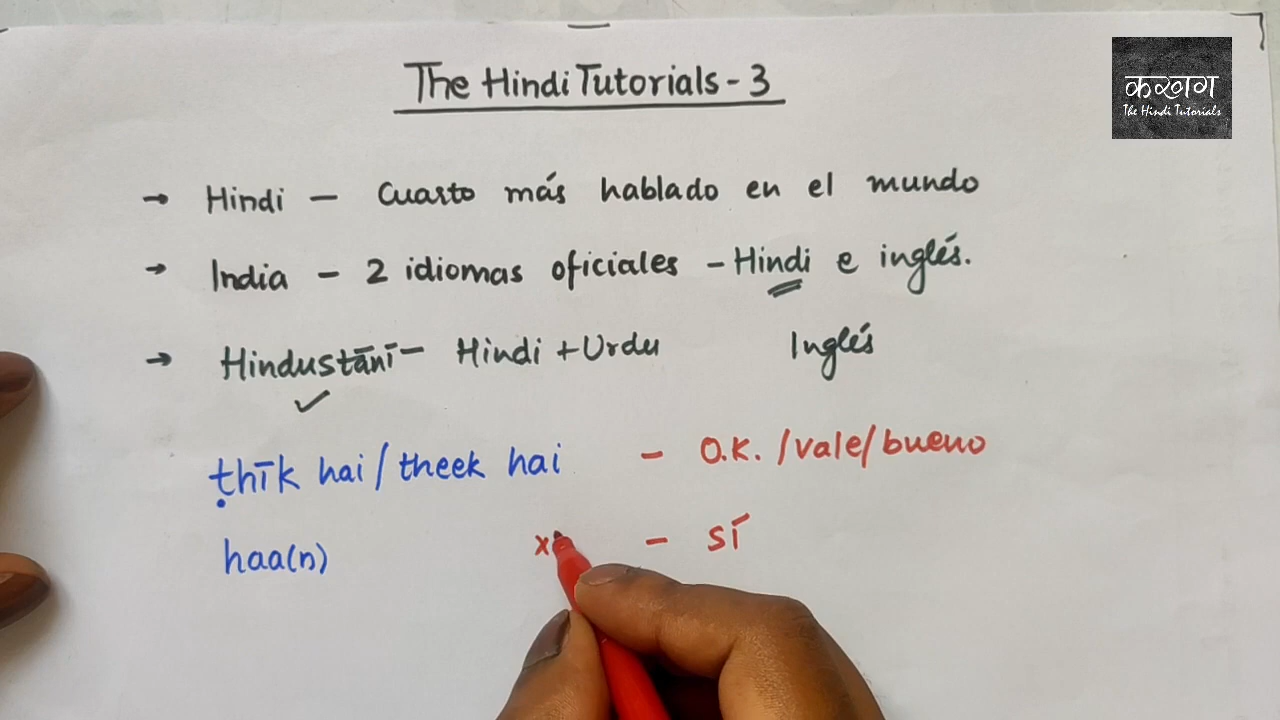 The Hindi Tutorials - 3
करवग
The Hindi Tutorials
→ Hindi — Cuarto más hablado en el mundo
→ India — 2 idiomas oficiales - Hindi e inglés.
→ Hindustānī — Hindi + Urdu Inglés
ṭhīk hai / theek hai — O.K. / vale / bueno
haa(n) — sí